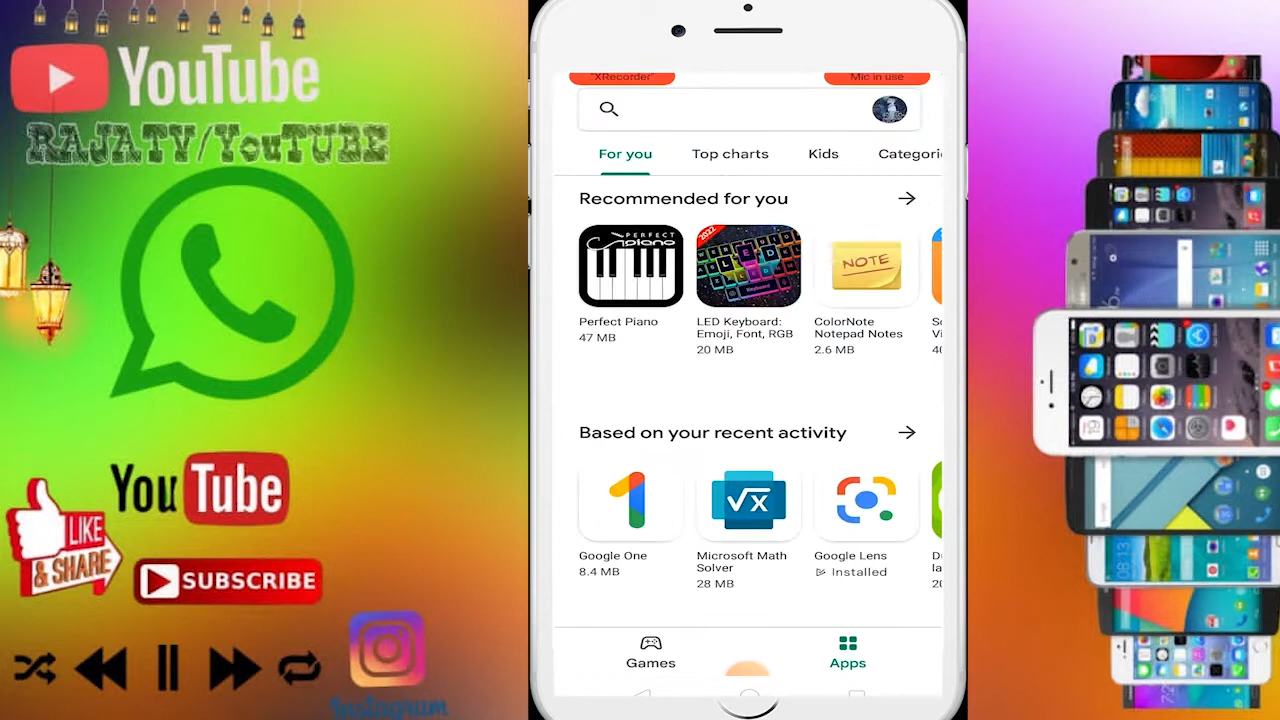 YouTube
RAJATV/YouTUBE
YouTube
LIKE
& SHARE
SUBSCRIBE
Instagram
"XRecorder"
Mic in use
For you
Top charts
Kids
Categori
Recommended for you
PERFECT
piano
2022
LED
Keyboard
NOTE
Perfect Piano
47 MB
LED Keyboard:
Emoji, Font, RGB
20 MB
ColorNote
Notepad Notes
2.6 MB
Based on your recent activity
√x
Google One
8.4 MB
Microsoft Math
Solver
28 MB
Google Lens
Installed
Games
Apps